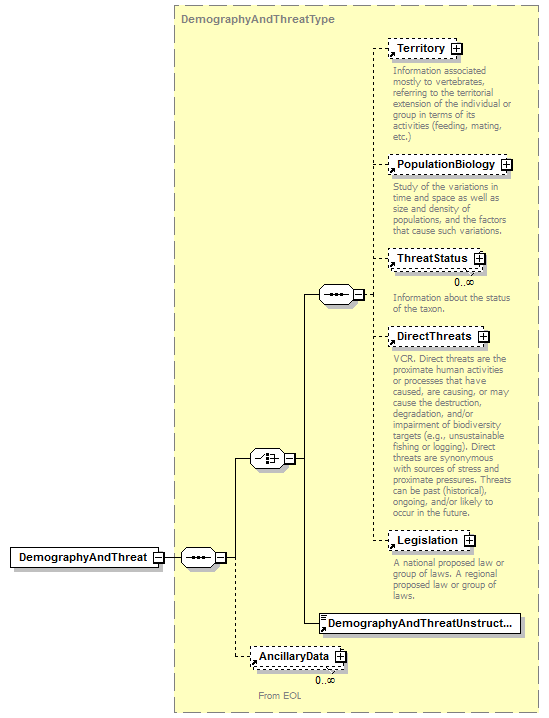 DemographyAndThreatType
Territory
Information associated
mostly to vertebrates,
referring to the territorial
extension of the individual or
group in terms of its
activities (feeding, mating,
etc.)
PopulationBiology
Study of the variations in
time and space as well as
size and density of
populations, and the factors
that cause such variations.
ThreatStatus
0..∞
Information about the status
of the taxon.
DirectThreats
VCR. Direct threats are the
proximate human activities
or processes that have
caused, are causing, or may
cause the destruction,
degradation, and/or
impairment of biodiversity
targets (e.g., unsustainable
fishing or logging). Direct
threats are synonymous
with sources of stress and
proximate pressures. Threats
can be past (historical),
ongoing, and/or likely to
occur in the future.
Legislation
A national proposed law or
group of laws. A regional
proposed law or group of
laws.
DemographyAndThreat
DemographyAndThreatUnstruct...
AncillaryData
0..∞
From EOL